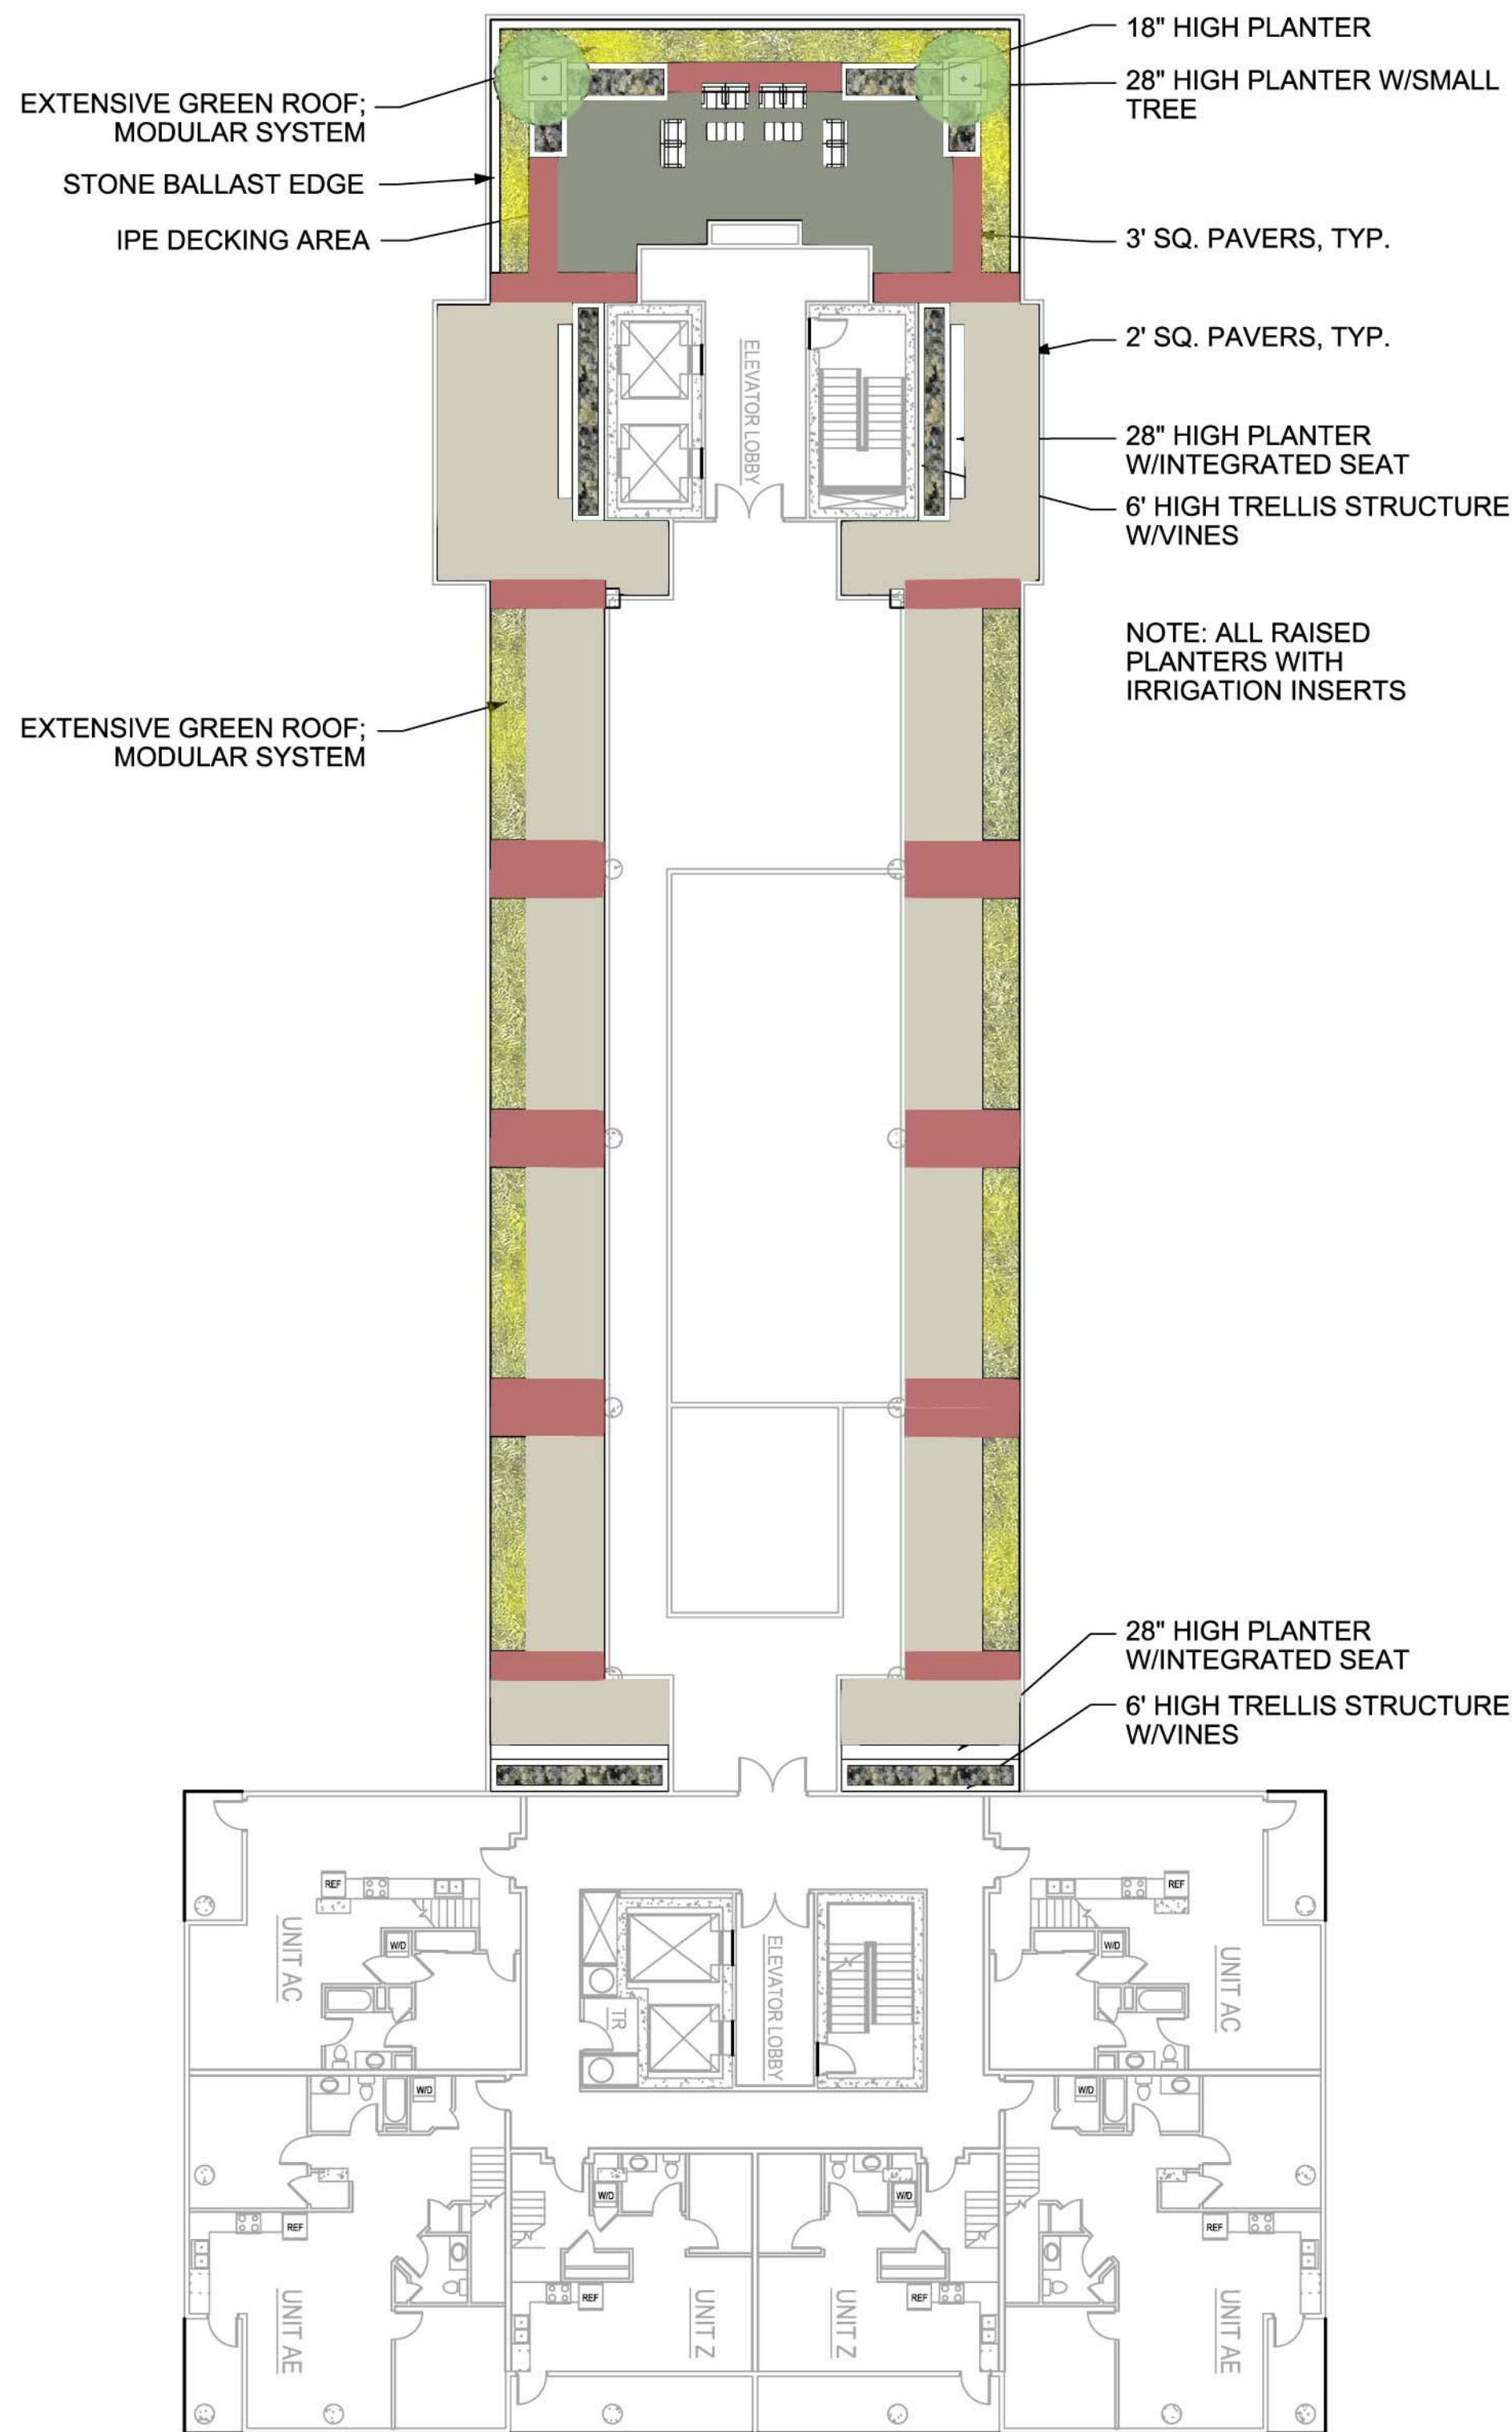 18" HIGH PLANTER
28" HIGH PLANTER W/SMALL
TREE
EXTENSIVE GREEN ROOF;
MODULAR SYSTEM
STONE BALLAST EDGE
IPE DECKING AREA
3' SQ. PAVERS, TYP.
2' SQ. PAVERS, TYP.
ELEVATOR LOBBY
28" HIGH PLANTER
W/INTEGRATED SEAT
6' HIGH TRELLIS STRUCTURE
W/VINES
NOTE: ALL RAISED
PLANTERS WITH
IRRIGATION INSERTS
EXTENSIVE GREEN ROOF;
MODULAR SYSTEM
28" HIGH PLANTER
W/INTEGRATED SEAT
6' HIGH TRELLIS STRUCTURE
W/VINES
REF
REF
UNIT AC
W/D
ELEVATOR LOBBY
W/D
UNIT AC
TR
W/D
W/D
W/D
W/D
REF
REF
UNIT AE
REF
UNIT Z
UNIT Z
REF
UNIT AE